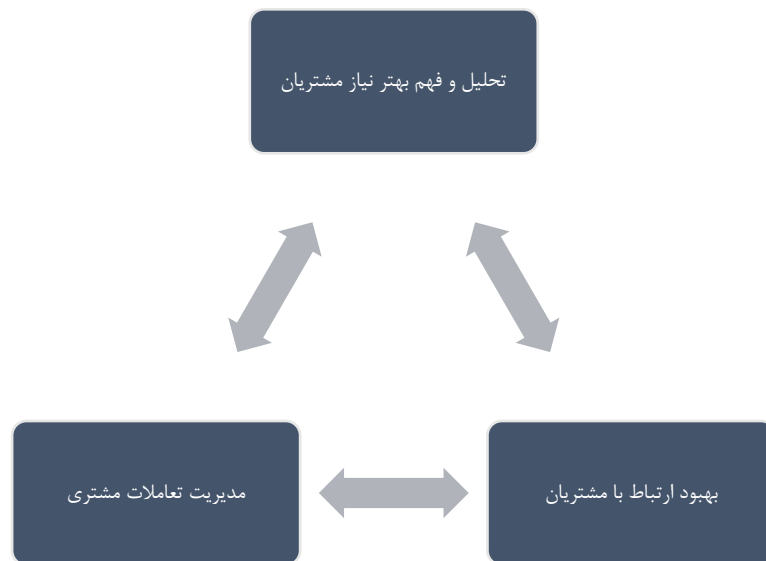 تحلیل و فهم بهتر نیاز مشتریان
بهبود ارتباط با مشتریان
مدیریت تعاملات مشتری